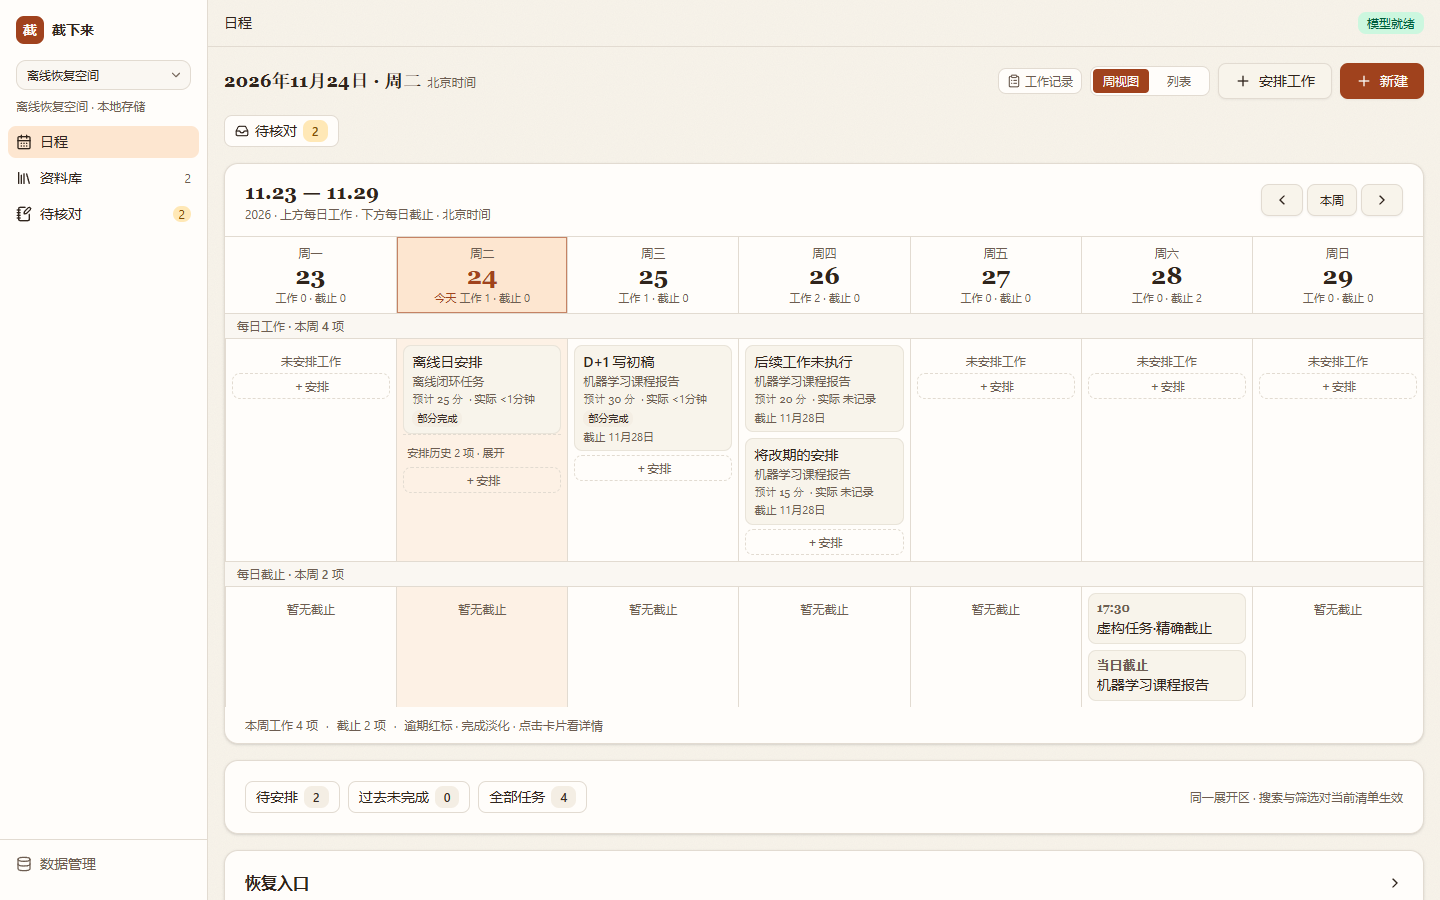 截 截下来
离线恢复空间
离线恢复空间 · 本地存储
日程
资料库 2
待核对 2
数据管理
日程
模型就绪
2026年11月24日 · 周二 北京时间
工作记录
周视图 列表
+ 安排工作
+ 新建
待核对 2
11.23 — 11.29
2026 · 上方每日工作 · 下方每日截止 · 北京时间
本周
周一
23
工作 0 · 截止 0
周二
24
今天 工作 1 · 截止 0
周三
25
工作 1 · 截止 0
周四
26
工作 2 · 截止 0
周五
27
工作 0 · 截止 0
周六
28
工作 0 · 截止 2
周日
29
工作 0 · 截止 0
每日工作 · 本周 4 项
未安排工作
+ 安排
离线日安排
离线闭环任务
预计 25 分 · 实际 <1分钟
部分完成
安排历史 2 项 · 展开
+ 安排
D+1 写初稿
机器学习课程报告
预计 30 分 · 实际 <1分钟
部分完成
截止 11月28日
+ 安排
后续工作未执行
机器学习课程报告
预计 20 分 · 实际 未记录
截止 11月28日
将改期的安排
机器学习课程报告
预计 15 分 · 实际 未记录
截止 11月28日
+ 安排
未安排工作
+ 安排
未安排工作
+ 安排
未安排工作
+ 安排
每日截止 · 本周 2 项
暂无截止
暂无截止
暂无截止
暂无截止
暂无截止
17:30
虚构任务·精确截止
当日截止
机器学习课程报告
暂无截止
本周工作 4 项 · 截止 2 项 · 逾期红标 · 完成淡化 · 点击卡片看详情
待安排 2
过去未完成 0
全部任务 4
同一展开区 · 搜索与筛选对当前清单生效
恢复入口